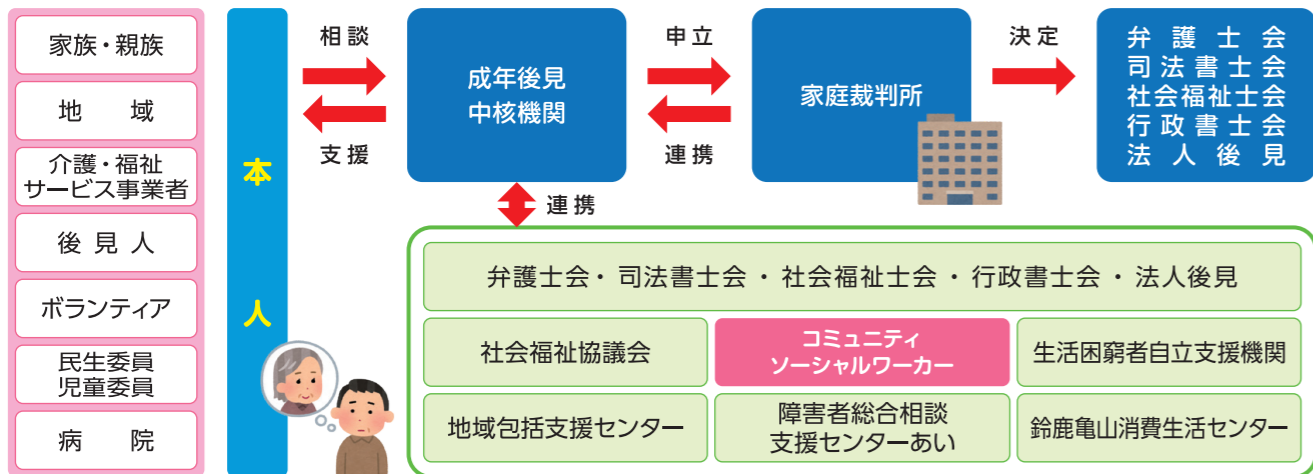 家族・親族
地域
介護・福祉
サービス事業者
後見人
ボランティア
民生委員
児童委員
病院
本人
相談
支援
成年後見
中核機関
申立
連携
家庭裁判所
決定
弁護士会
司法書士会
社会福祉士会
行政書士会
法人後見
連携
弁護士会・司法書士会・社会福祉士会・行政書士会・法人後見
社会福祉協議会
コミュニティ
ソーシャルワーカー
生活困窮者自立支援機関
地域包括支援センター
障害者総合相談
支援センターあい
鈴鹿亀山消費生活センター